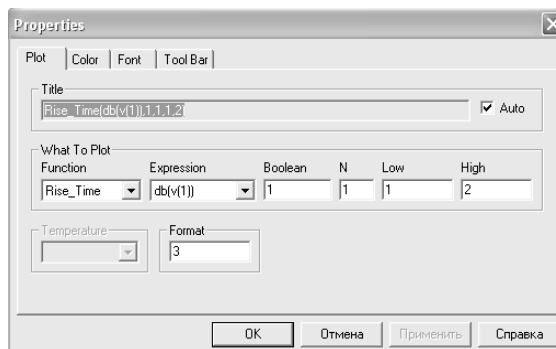 Properties
Plot Color Font Tool Bar
Title
Rise_Time(db(v(1)),1,1,1,2)
Auto
What To Plot
Function Expression Boolean N Low High
Rise_Time db(v(1)) 1 1 1 2
Temperature Format
3
OK Отмена Применить Справка